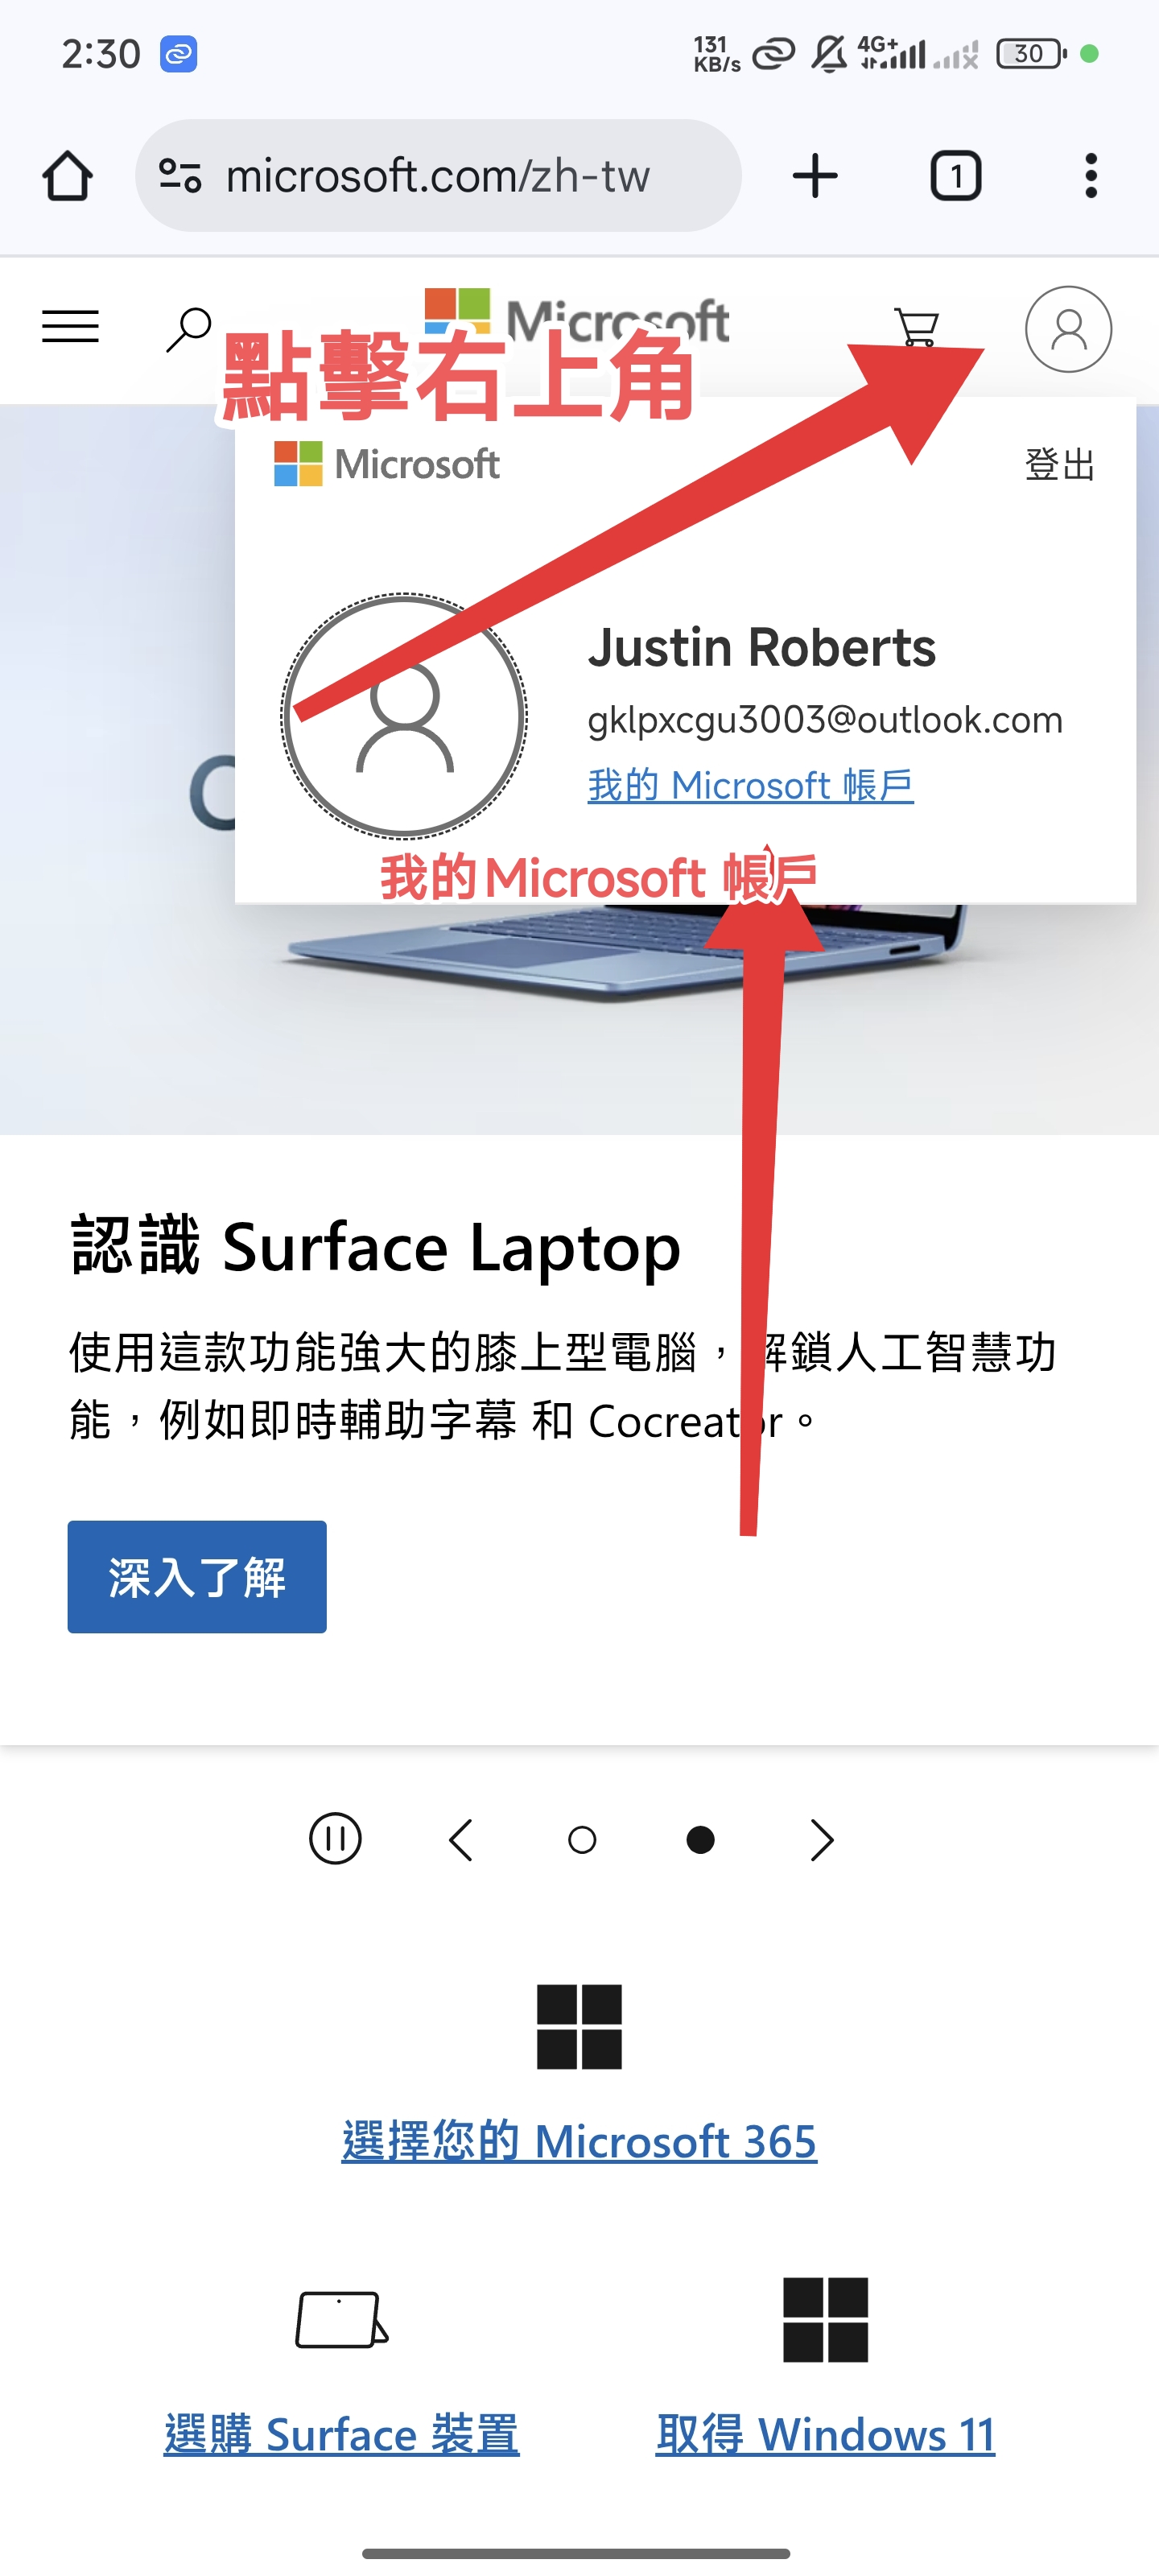 2:30
131
KB/s
4G+
30
microsoft.com/zh-tw
1
Microsoft
點擊右上角
Microsoft
登出
Justin Roberts
gklpxcgu3003@outlook.com
我的 Microsoft 帳戶
我的Microsoft 帳戶
認識 Surface Laptop
使用這款功能強大的膝上型電腦，解鎖人工智慧功
能，例如即時輔助字幕 和 Cocreator。
深入了解
選擇您的 Microsoft 365
選購 Surface 裝置
取得 Windows 11